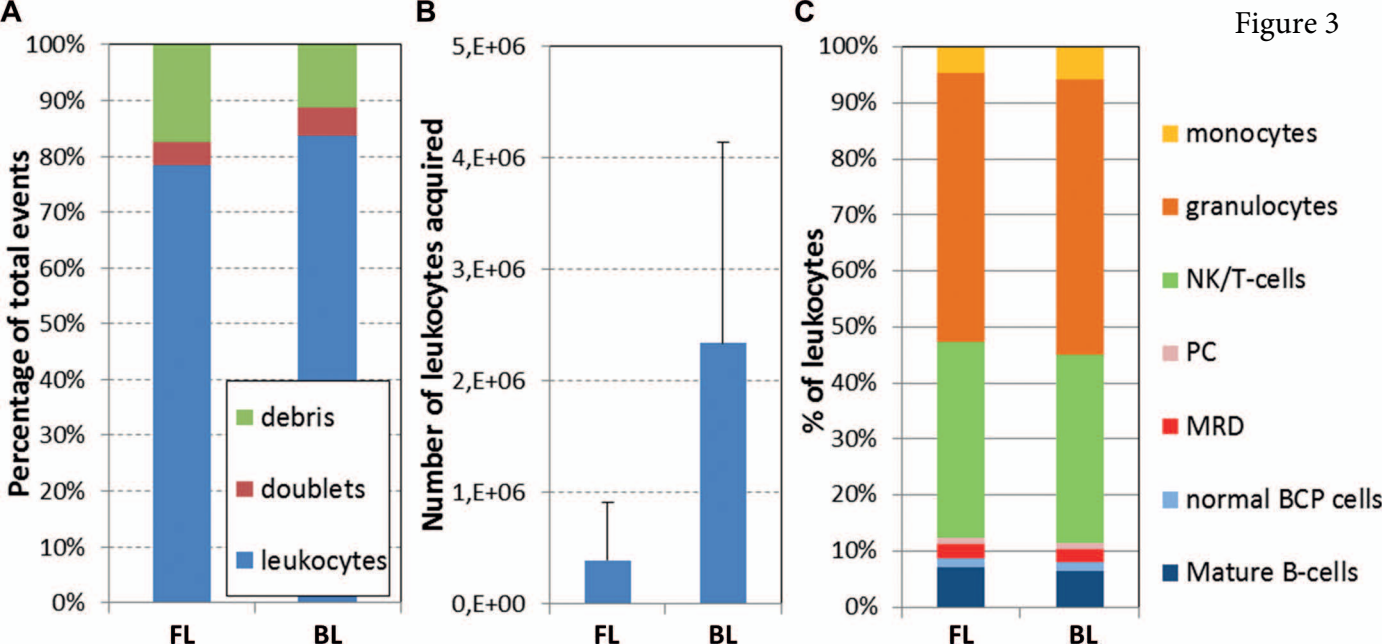 A
B
C
Figure 3
Percentage of total events
100%
90%
80%
70%
60%
50%
40%
30%
20%
10%
0%
debris
doublets
leukocytes
FL
BL
Number of leukocytes acquired
5,E+06
4,E+06
3,E+06
2,E+06
1,E+06
0,E+00
FL
BL
% of leukocytes
100%
90%
80%
70%
60%
50%
40%
30%
20%
10%
0%
FL
BL
monocytes
granulocytes
NK/T-cells
PC
MRD
normal BCP cells
Mature B-cells